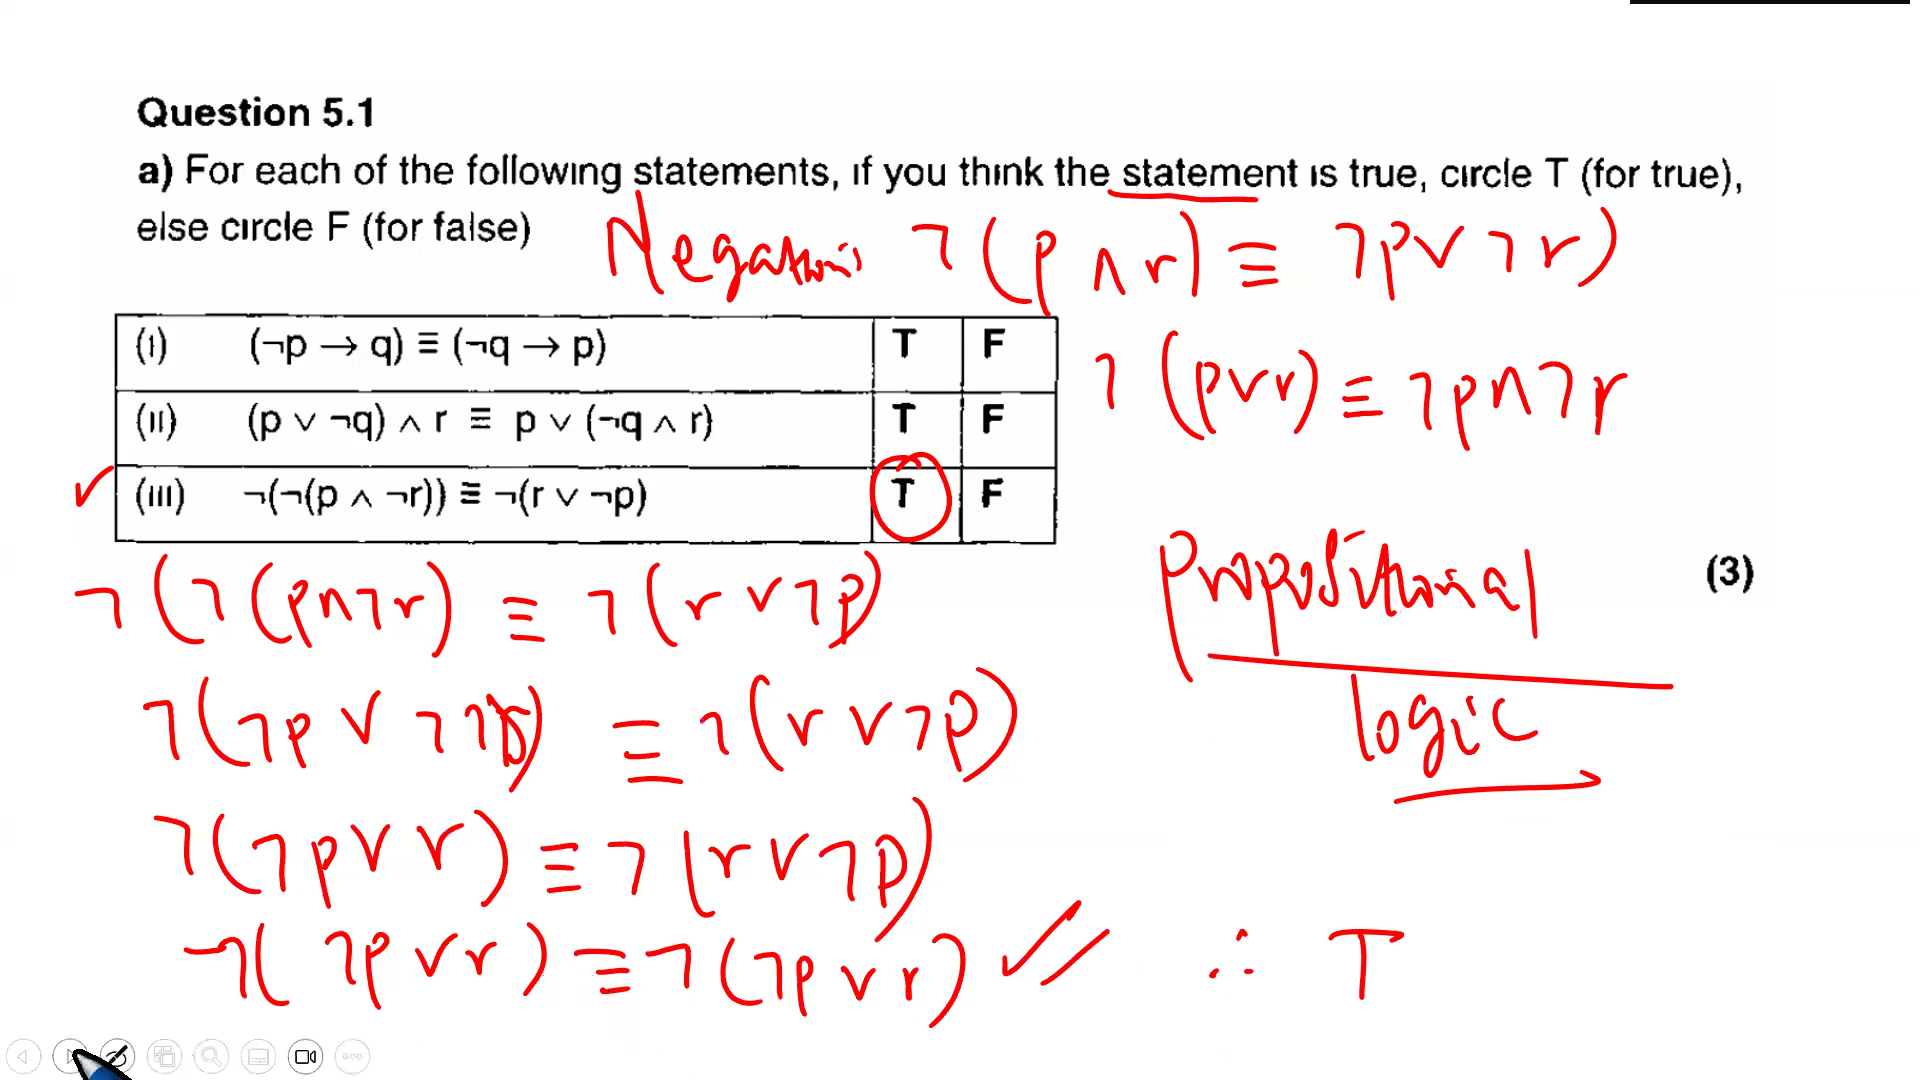 Question 5.1
a) For each of the following statements, if you think the statement is true, circle T (for true),
else circle F (for false)
Negations ¬(p ∧ r) ≡ ¬p ∨ ¬r)
¬(p ∨ r) ≡ ¬p ∧ ¬r
(i) (¬p → q) ≡ (¬q → p) T F
(ii) (p ∨ ¬q) ∧ r ≡ p ∨ (¬q ∧ r) T F
(iii) ¬(¬(p ∧ ¬r)) ≡ ¬(r ∨ ¬p) T F
(3)
Propositional
logic
¬(¬(p ∧ ¬r) ≡ ¬(r ∨ ¬p)
¬(¬p ∨ ¬¬r) ≡ ¬(r ∨ ¬p)
¬(¬p ∨ r) ≡ ¬(r ∨ ¬p)
¬(¬p ∨ r) ≡ ¬(¬p ∨ r) ∴ T